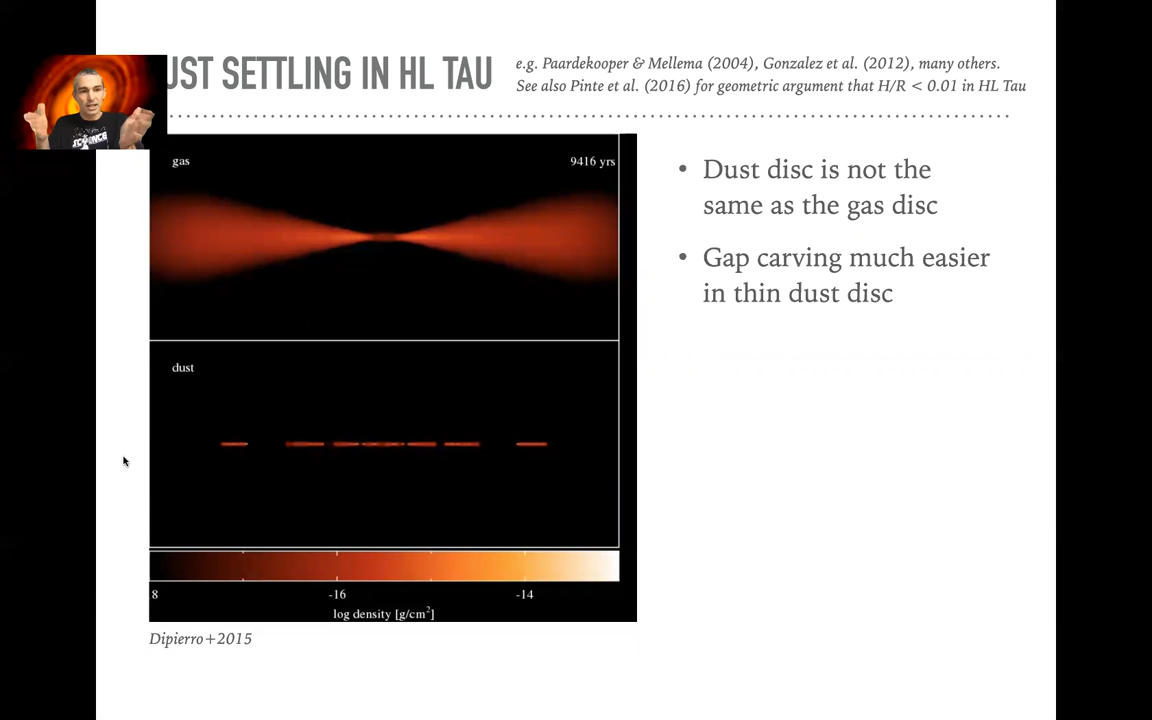 UST SETTLING IN HL TAU
e.g. Paardekooper & Mellema (2004), Gonzalez et al. (2012), many others.
See also Pinte et al. (2016) for geometric argument that H/R < 0.01 in HL Tau
SCIENCE
gas
9416 yrs
• Dust disc is not the
same as the gas disc
• Gap carving much easier
in thin dust disc
dust
8
-16
-14
log density [g/cm²]
Dipierro+2015